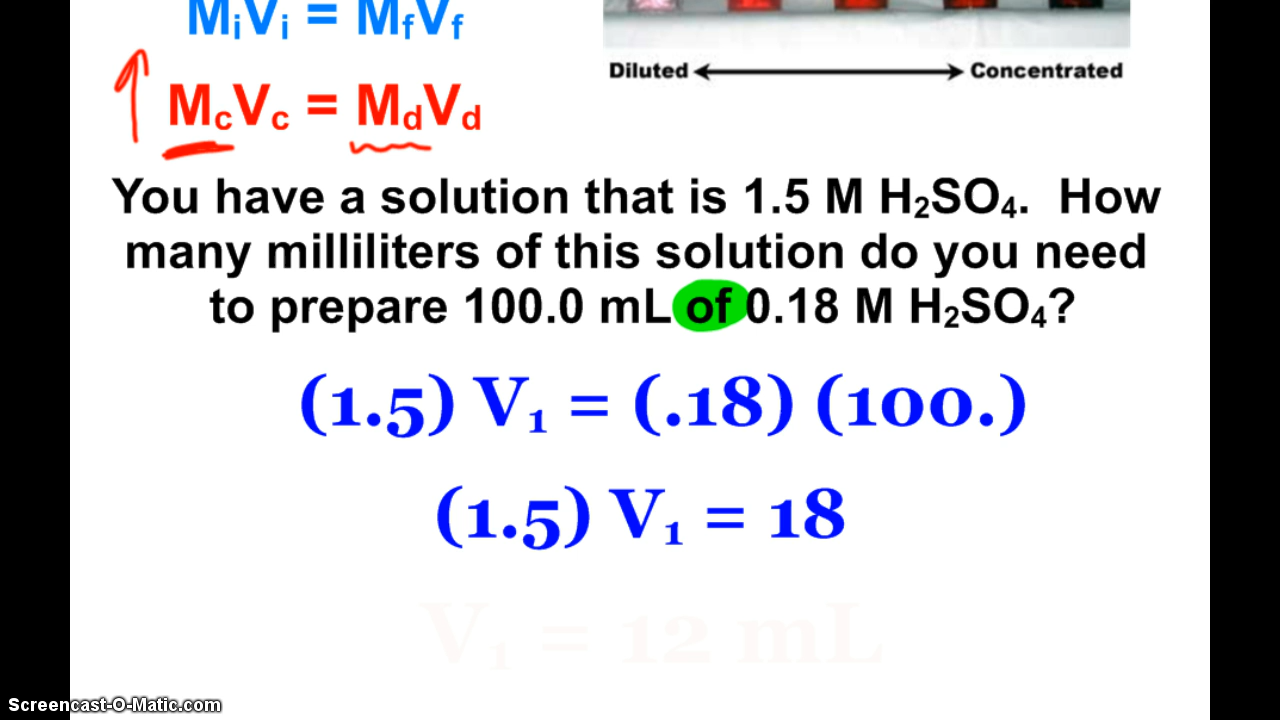 MᵢVᵢ = MfVf
Diluted Concentrated
McVc = MdVd
You have a solution that is 1.5 M H₂SO₄. How
many milliliters of this solution do you need
to prepare 100.0 mL of 0.18 M H₂SO₄?
(1.5) V₁ = (.18) (100.)
(1.5) V₁ = 18
V₁ = 12 mL
Screencast-O-Matic.com